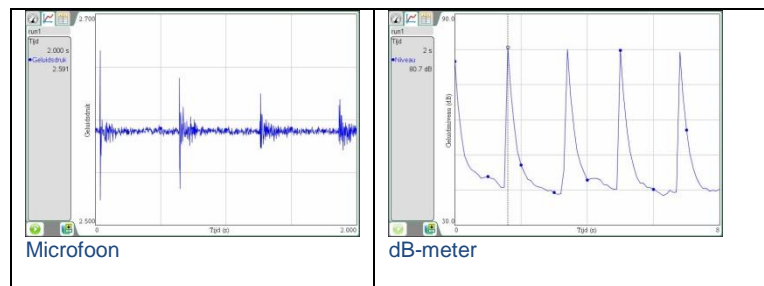 run1
Tijd
2.000 s
Geluidsdruk
2.591
2.700
Geluidsdruk
2.500
0
Tijd (s)
2.000
Microfoon
run1
Tijd
2 s
Niveau
80.7 dB
90.0
Geluidsniveau (dB)
30.0
0
Tijd (s)
8
dB-meter